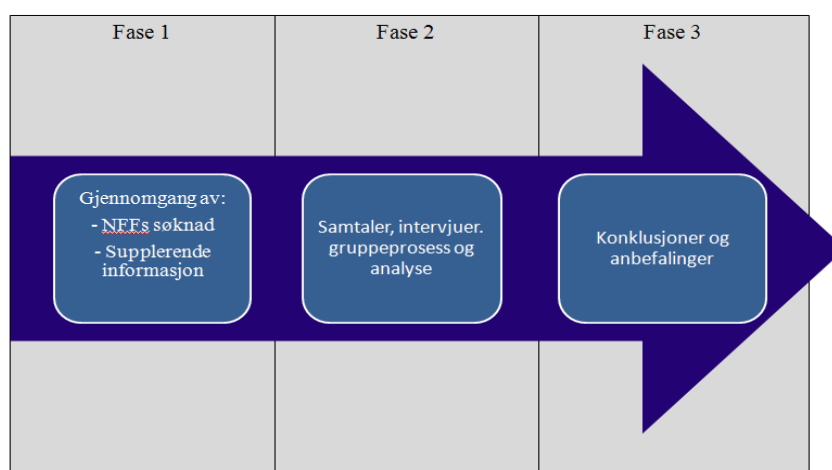 Fase 1
Fase 2
Fase 3
Gjennomgang av:
- NFFs søknad
- Supplerende
informasjon
Samtaler, intervjuer.
gruppeprosess og
analyse
Konklusjoner og
anbefalinger